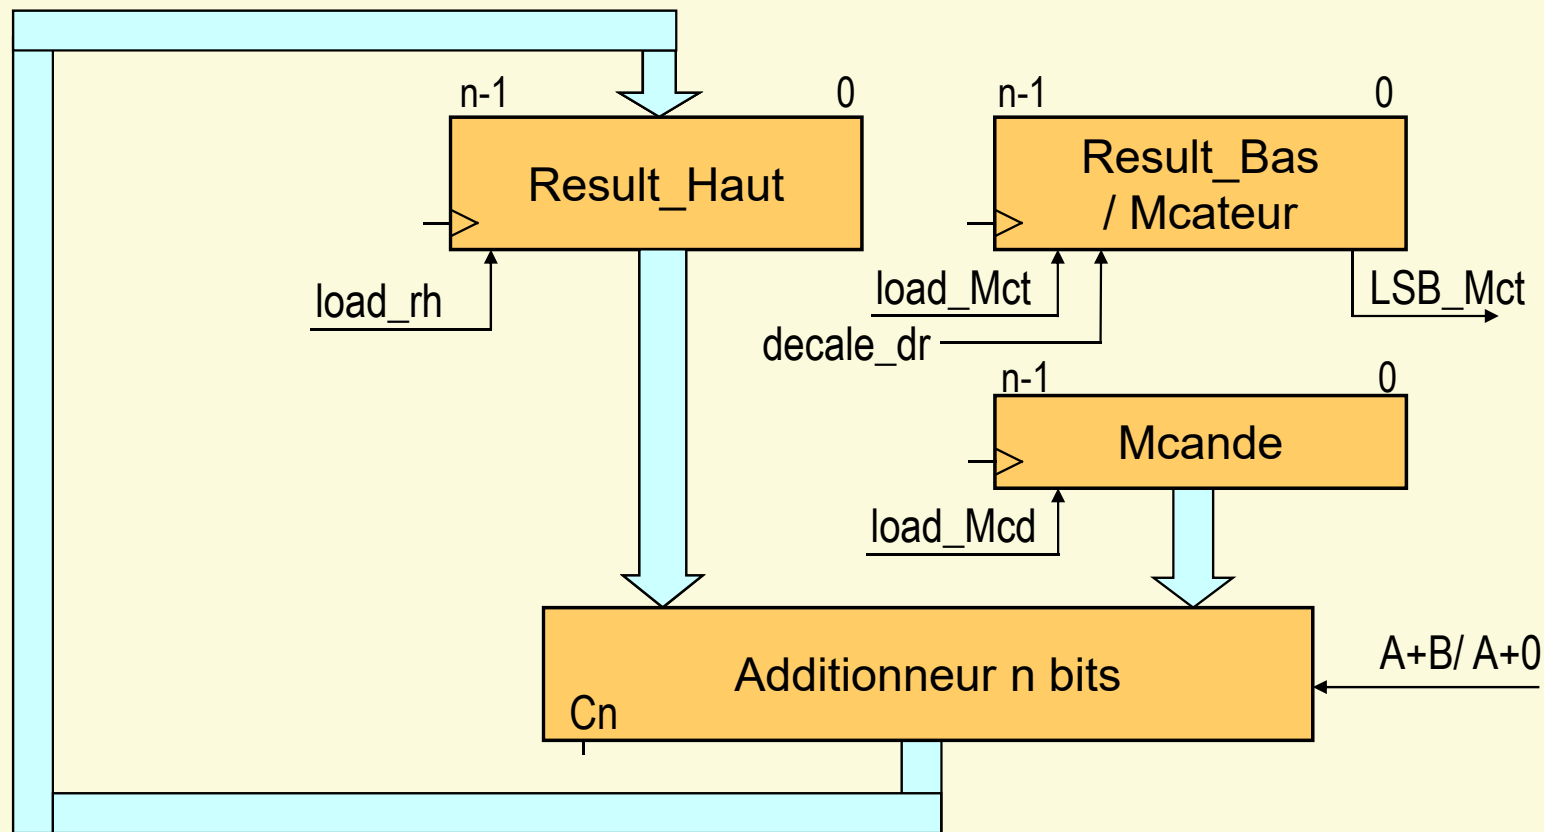 n-1
0
n-1
0
Result_Haut
Result_Bas
/ Mcateur
load_rh
load_Mct
LSB_Mct
decale_dr
n-1
0
Mcande
load_Mcd
A+B/ A+0
Additionneur n bits
Cn